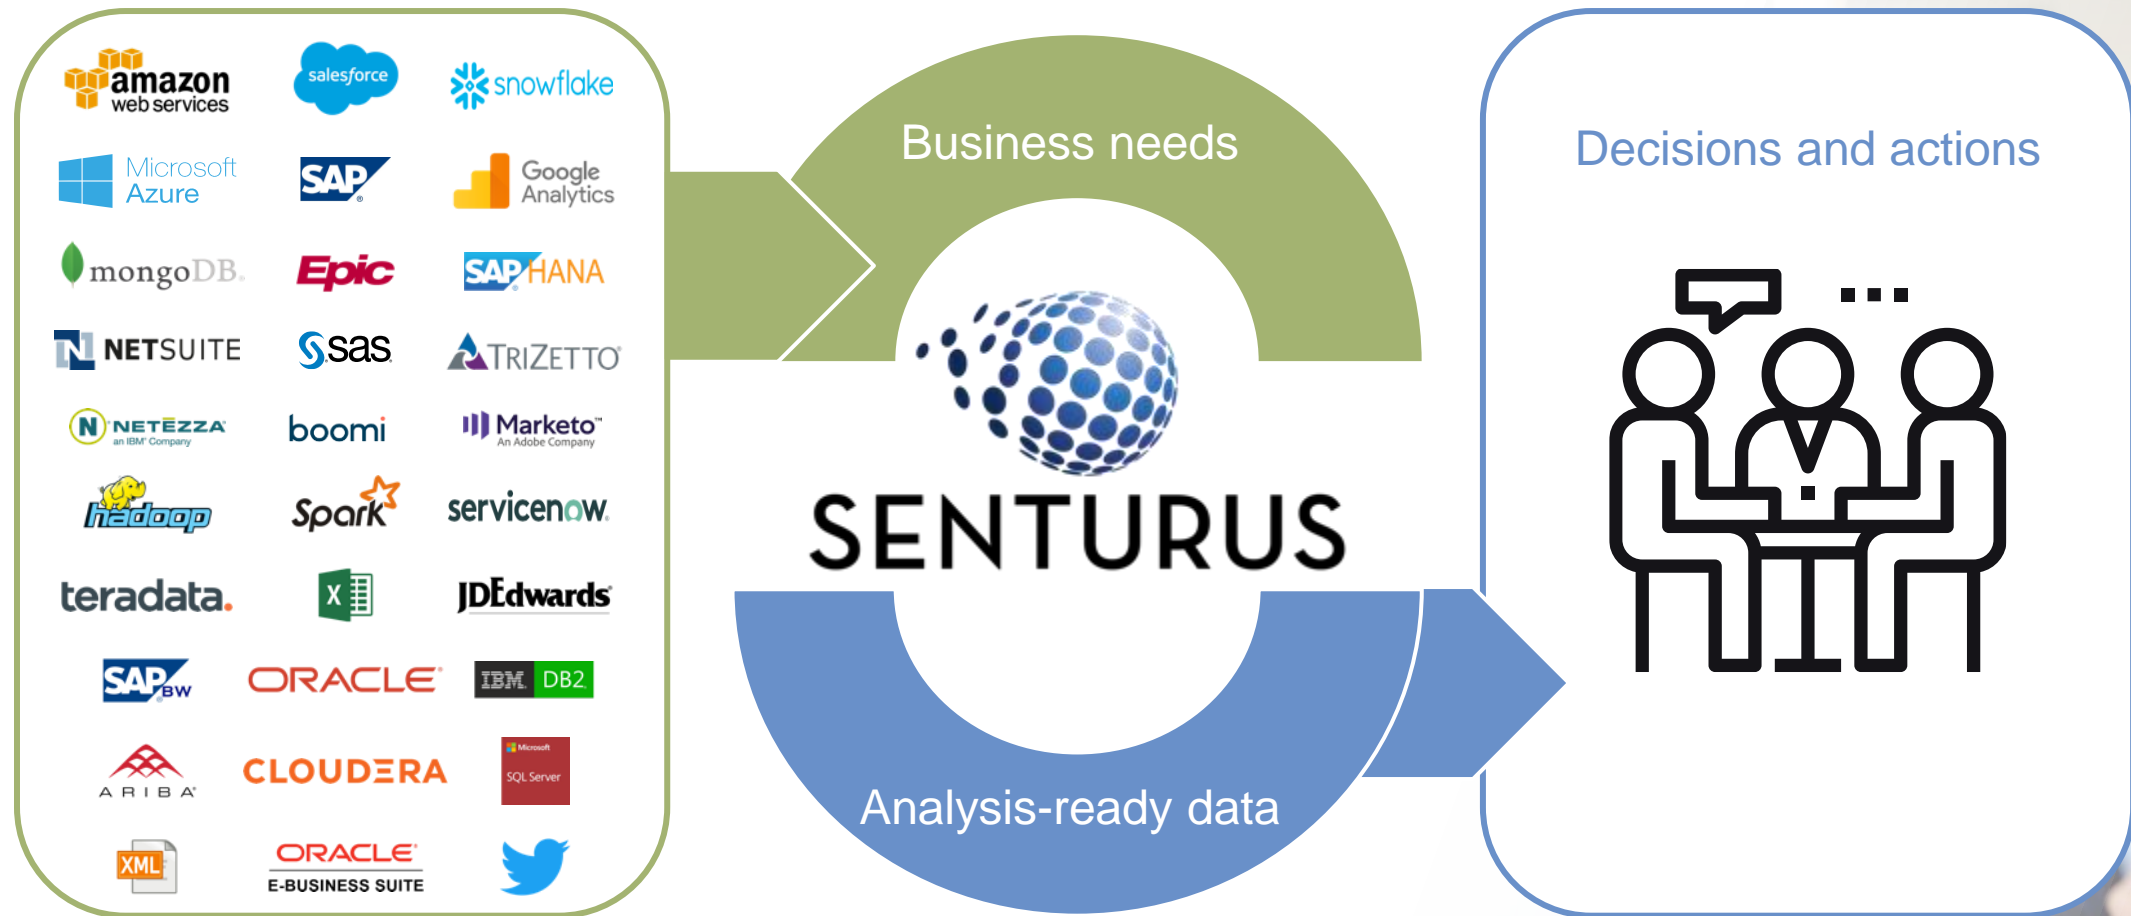 amazon
web services
salesforce
snowflake
Microsoft
Azure
SAP
®
Google
Analytics
mongoDB.
Epic
SAP HANA
®
N NETSUITE
S.sas
TRIZETTO®
N NETEZZA
an IBM® Company
boomi
Marketo™
An Adobe Company
hadoop
Spark
servicenow.
teradata.
X
JDEdwards®
SAP BW
®
ORACLE®
IBM. DB2.
ARIBA®
CLOUDERA
Microsoft
SQL Server
XML
ORACLE®
E-BUSINESS SUITE
Business needs
SENTURUS
Analysis-ready data
Decisions and actions